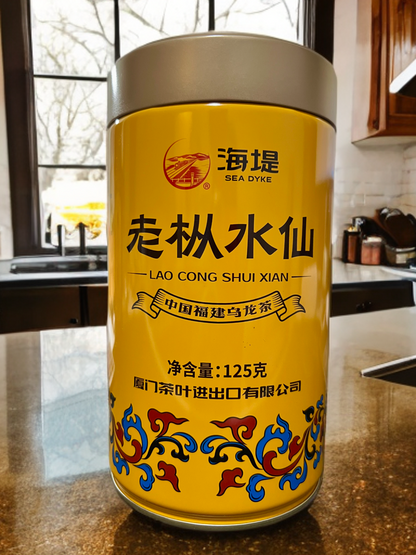 海堤
SEA DYKE
®
老枞水仙
LAO CONG SHUI XIAN
中国福建乌龙茶
净含量:125克
厦门茶叶进出口有限公司